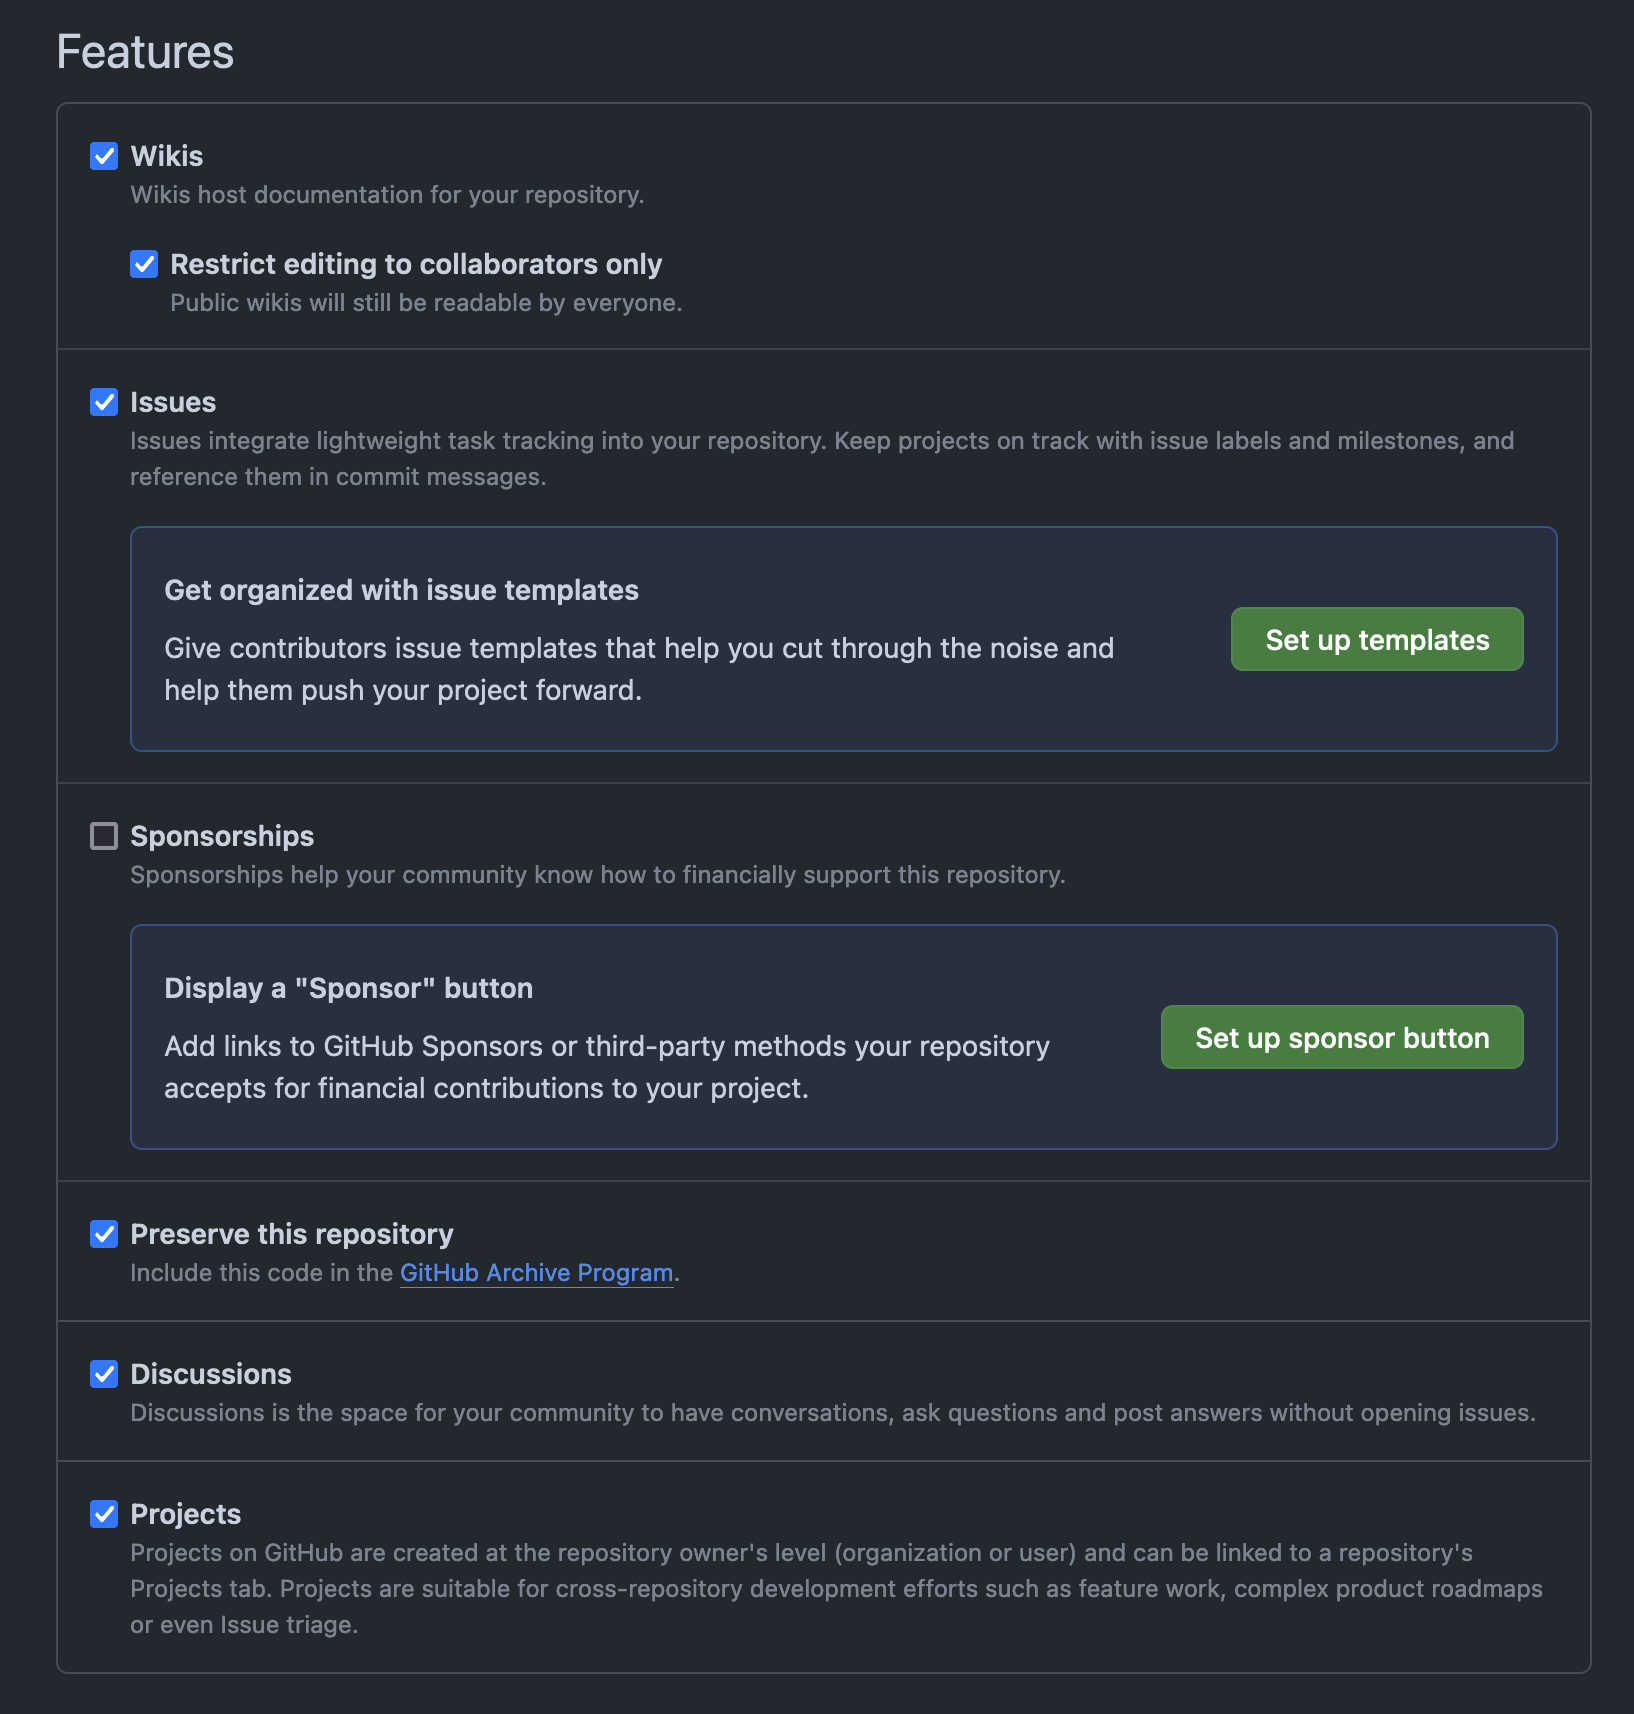 Features
Wikis
Wikis host documentation for your repository.
Restrict editing to collaborators only
Public wikis will still be readable by everyone.
Issues
Issues integrate lightweight task tracking into your repository. Keep projects on track with issue labels and milestones, and
reference them in commit messages.
Get organized with issue templates
Give contributors issue templates that help you cut through the noise and
help them push your project forward.
Set up templates
Sponsorships
Sponsorships help your community know how to financially support this repository.
Display a "Sponsor" button
Add links to GitHub Sponsors or third-party methods your repository
accepts for financial contributions to your project.
Set up sponsor button
Preserve this repository
Include this code in the GitHub Archive Program.
Discussions
Discussions is the space for your community to have conversations, ask questions and post answers without opening issues.
Projects
Projects on GitHub are created at the repository owner's level (organization or user) and can be linked to a repository's
Projects tab. Projects are suitable for cross-repository development efforts such as feature work, complex product roadmaps
or even Issue triage.